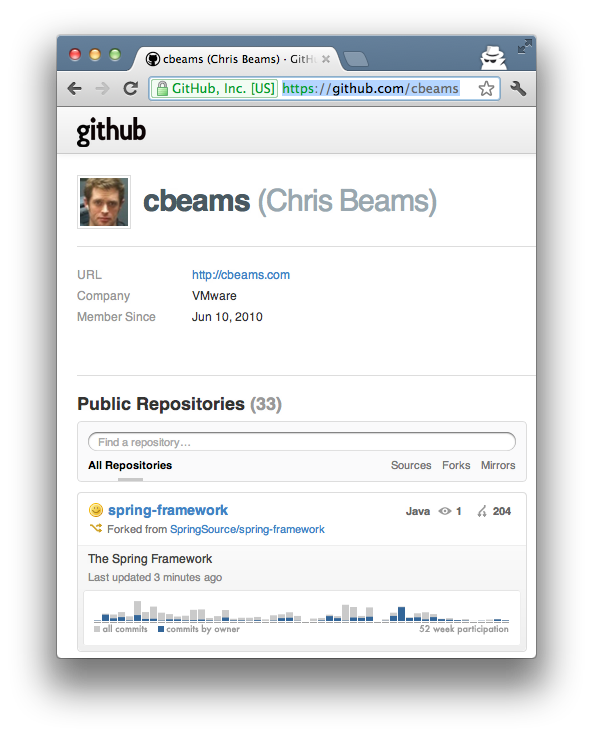 cbeams (Chris Beams) · GitH
GitHub, Inc. [US] https://github.com/cbeams
github
cbeams (Chris Beams)
URL http://cbeams.com
Company VMware
Member Since Jun 10, 2010
Public Repositories (33)
Find a repository…
All Repositories Sources Forks Mirrors
spring-framework Java 1 204
Forked from SpringSource/spring-framework
The Spring Framework
Last updated 3 minutes ago
all commits commits by owner 52 week participation